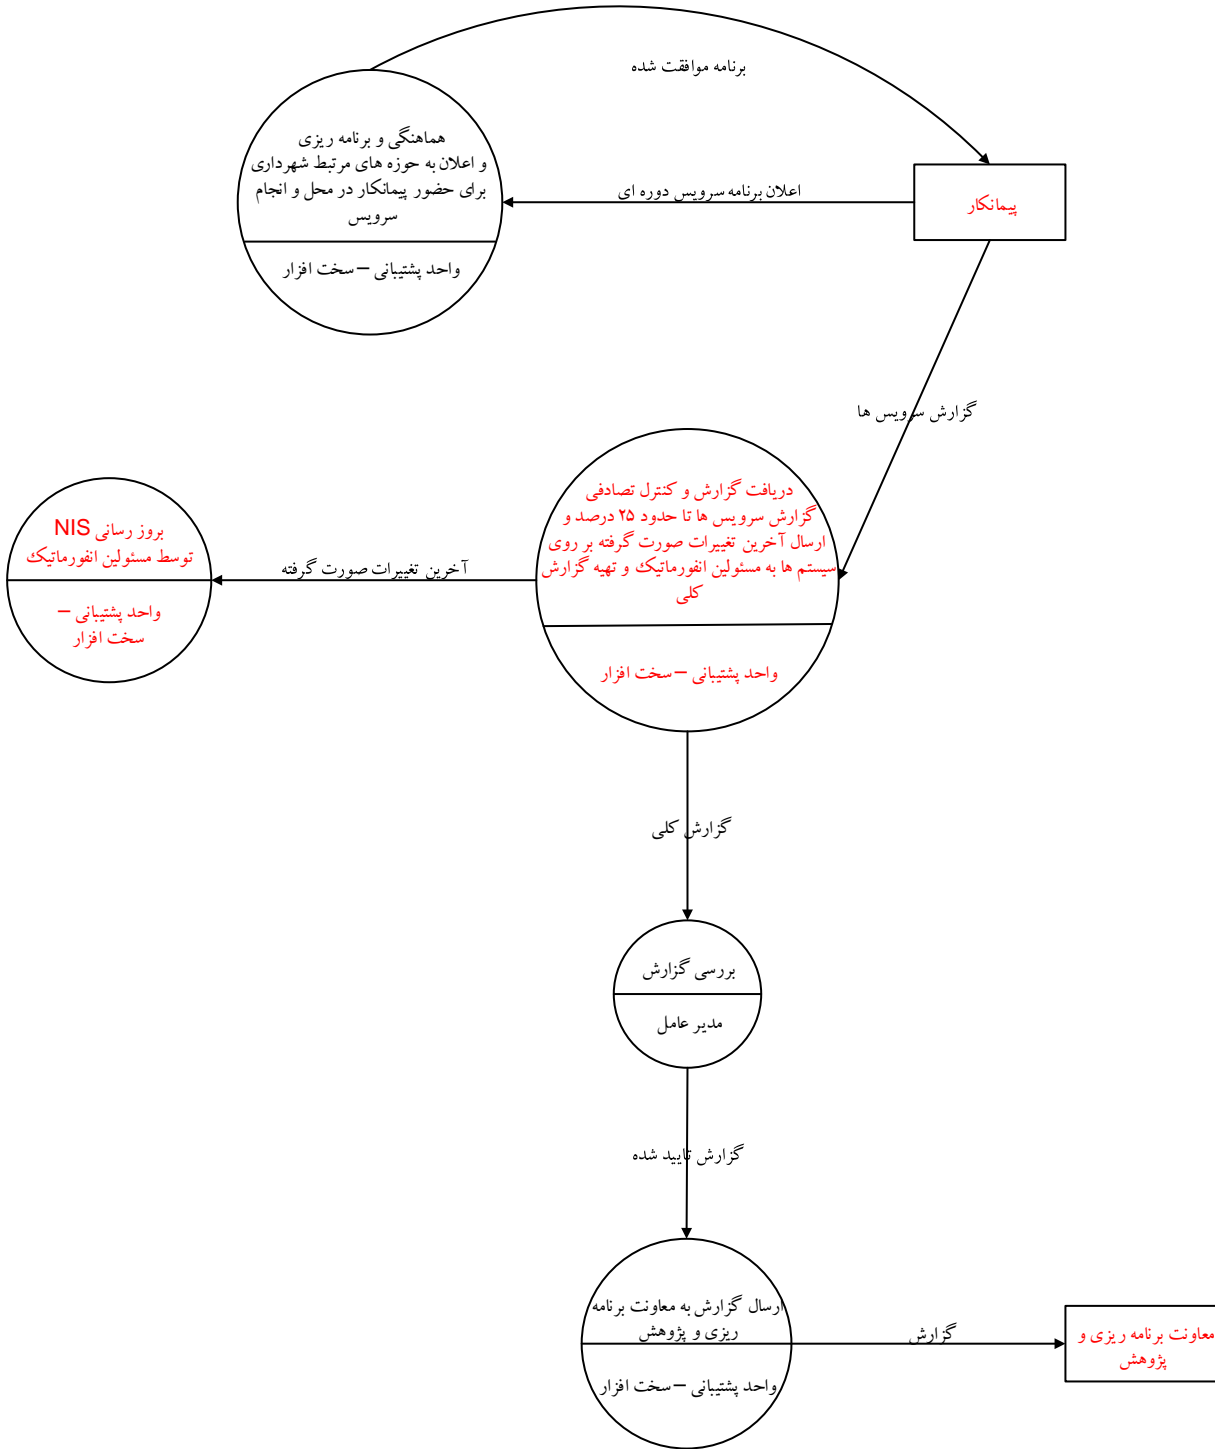 برنامه موافقت شده
هماهنگی و برنامه ریزی
و اعلان به حوزه های مرتبط شهرداری
برای حضور پیمانکار در محل و انجام
سرویس
واحد پشتیبانی – سخت افزار
اعلان برنامه سرویس دوره ای
پیمانکار
گزارش سرویس ها
دریافت گزارش و کنترل تصادفی
گزارش سرویس ها تا حدود ۲۵ درصد و
ارسال آخرین تغییرات صورت گرفته بر روی
سیستم ها به مسئولین انفورماتیک و تهیه گزارش
کلی
واحد پشتیبانی – سخت افزار
آخرین تغییرات صورت گرفته
بروز رسانی NIS
توسط مسئولین انفورماتیک
واحد پشتیبانی –
سخت افزار
گزارش کلی
بررسی گزارش
مدیر عامل
گزارش تایید شده
ارسال گزارش به معاونت برنامه
ریزی و پژوهش
واحد پشتیبانی – سخت افزار
گزارش
معاونت برنامه ریزی و
پژوهش